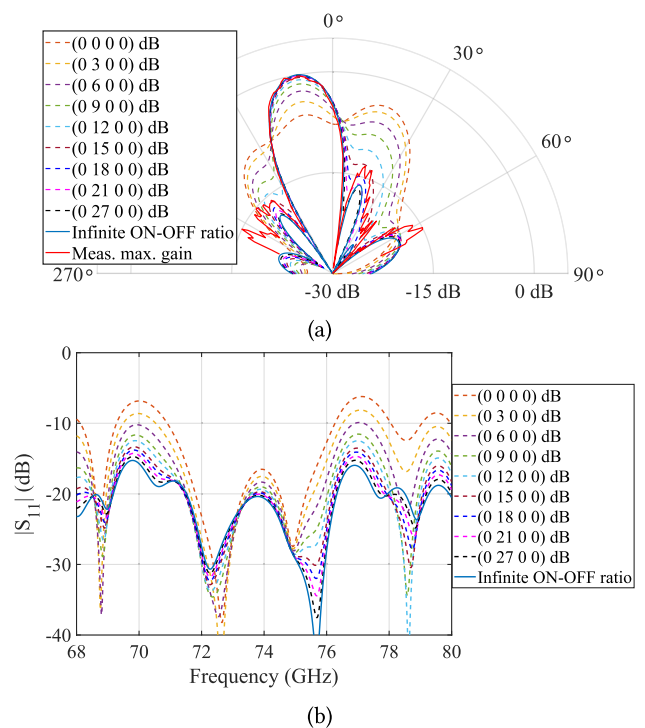 0°
30°
60°
90°
270°
-30 dB
-15 dB
0 dB
(0 0 0 0) dB
(0 3 0 0) dB
(0 6 0 0) dB
(0 9 0 0) dB
(0 12 0 0) dB
(0 15 0 0) dB
(0 18 0 0) dB
(0 21 0 0) dB
(0 27 0 0) dB
Infinite ON-OFF ratio
Meas. max. gain
(a)
0
-10
-20
-30
-40
68
70
72
74
76
78
80
|S11| (dB)
Frequency (GHz)
(0 0 0 0) dB
(0 3 0 0) dB
(0 6 0 0) dB
(0 9 0 0) dB
(0 12 0 0) dB
(0 15 0 0) dB
(0 18 0 0) dB
(0 21 0 0) dB
(0 27 0 0) dB
Infinite ON-OFF ratio
(b)